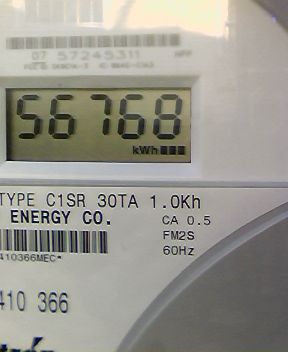 07 57245311
56768
kWh
TYPE C1SR 30TA 1.0Kh
ENERGY CO.
CA 0.5
FM2S
60Hz
410366MEC*
410 366